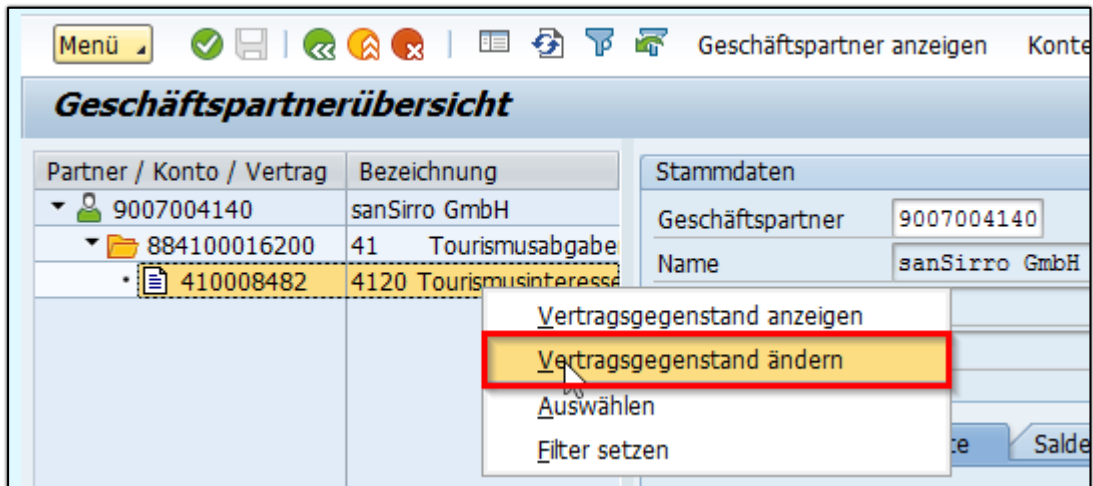 Menü Geschäftspartner anzeigen Konte
Geschäftspartnerübersicht
Partner / Konto / Vertrag Bezeichnung
9007004140 sanSirro GmbH
884100016200 41 Tourismusabgabe
410008482 4120 Tourismusinteresse
Stammdaten
Geschäftspartner 9007004140
Name sanSirro GmbH
Vertragsgegenstand anzeigen
Vertragsgegenstand ändern
Auswählen
Filter setzen
te Salde